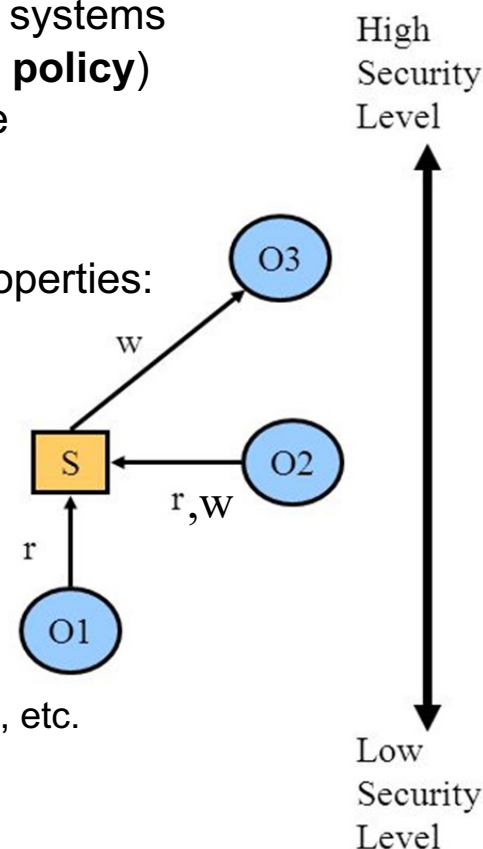 systems
policy)
e
operties:
, etc.
High
Security
Level
O3
w
S
O2
r,w
r
O1
Low
Security
Level